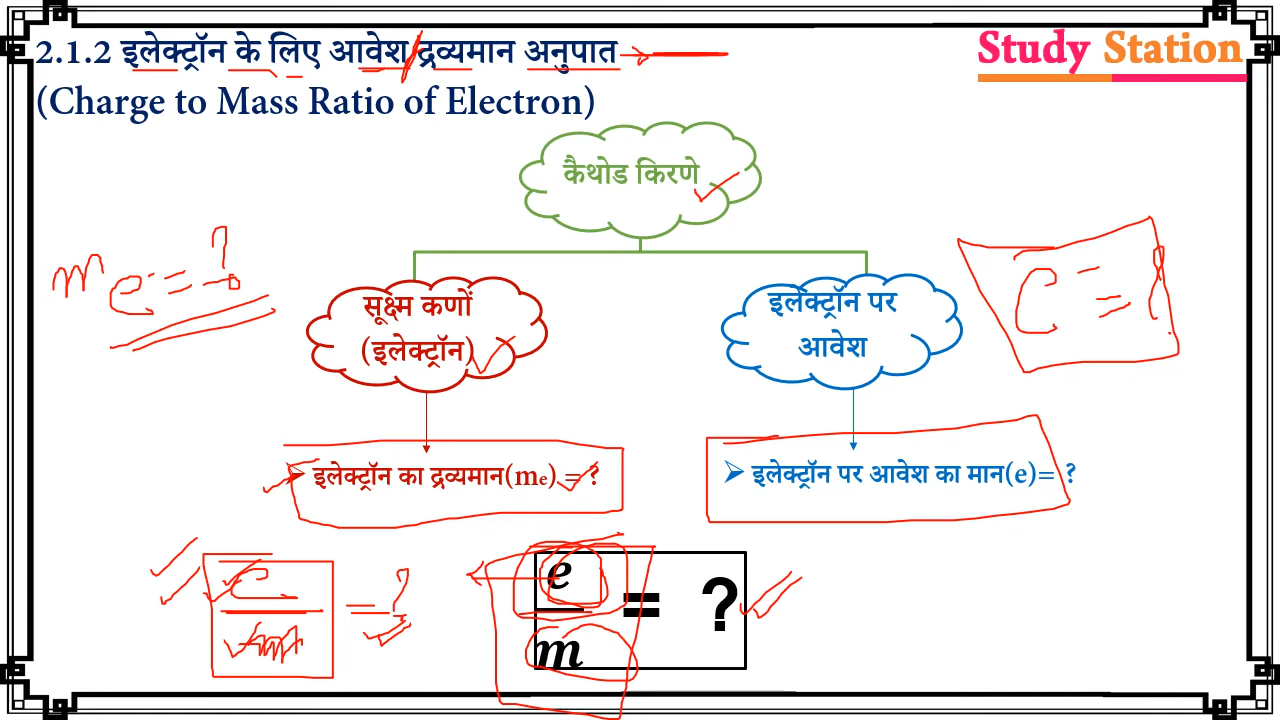 2.1.2 इलेक्ट्रॉन के लिए आवेश/द्रव्यमान अनुपात
Study Station
(Charge to Mass Ratio of Electron)
कैथोड किरणे
me = ?
सूक्ष्म कणों
(इलेक्ट्रॉन)
इलेक्ट्रॉन पर
आवेश
➢ इलेक्ट्रॉन का द्रव्यमान(me) = ?
➢ इलेक्ट्रॉन पर आवेश का मान(e)= ?
= ?
e
m
= ?